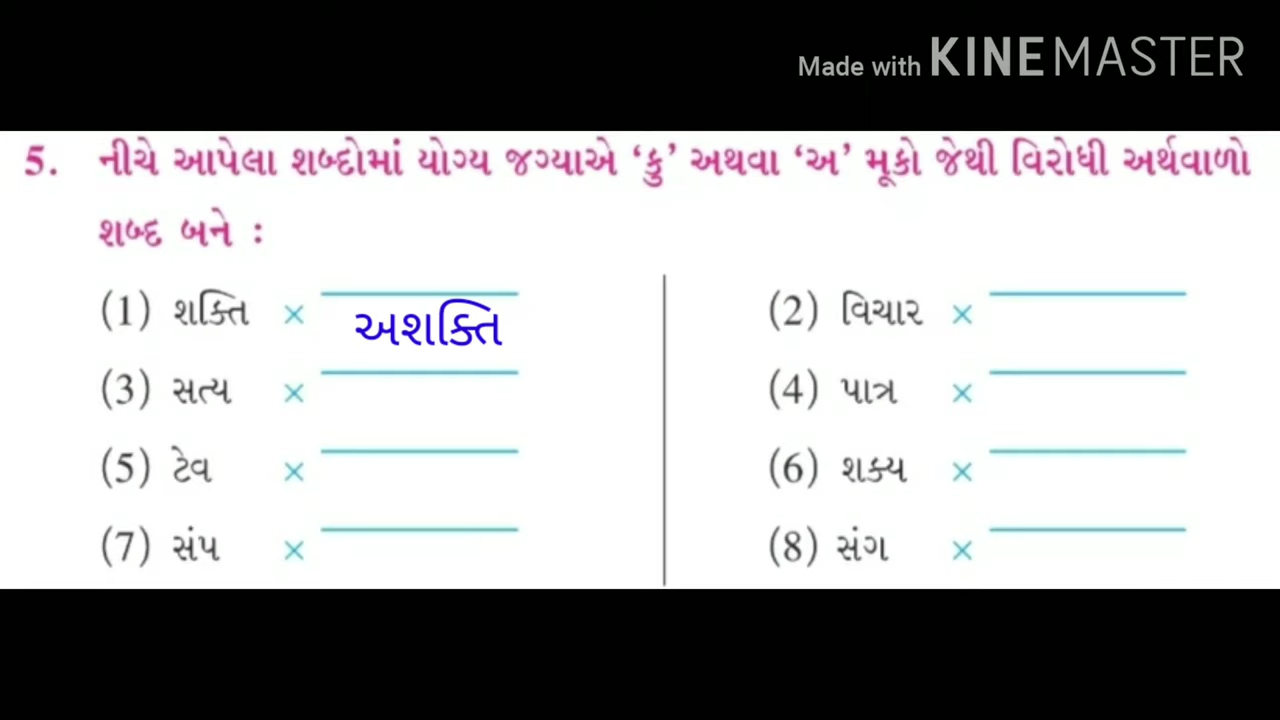 Made with KINEMASTER
5. નીચે આપેલા શબ્દોમાં યોગ્ય જગ્યાએ ‘કુ’ અથવા ‘અ’ મૂકો જેથી વિરોધી અર્થવાળો
શબ્દ બને :
(1) શક્તિ × અશક્તિ
(2) વિચાર ×
(3) સત્ય ×
(4) પાત્ર ×
(5) ટેવ ×
(6) શક્ય ×
(7) સંપ ×
(8) સંગ ×